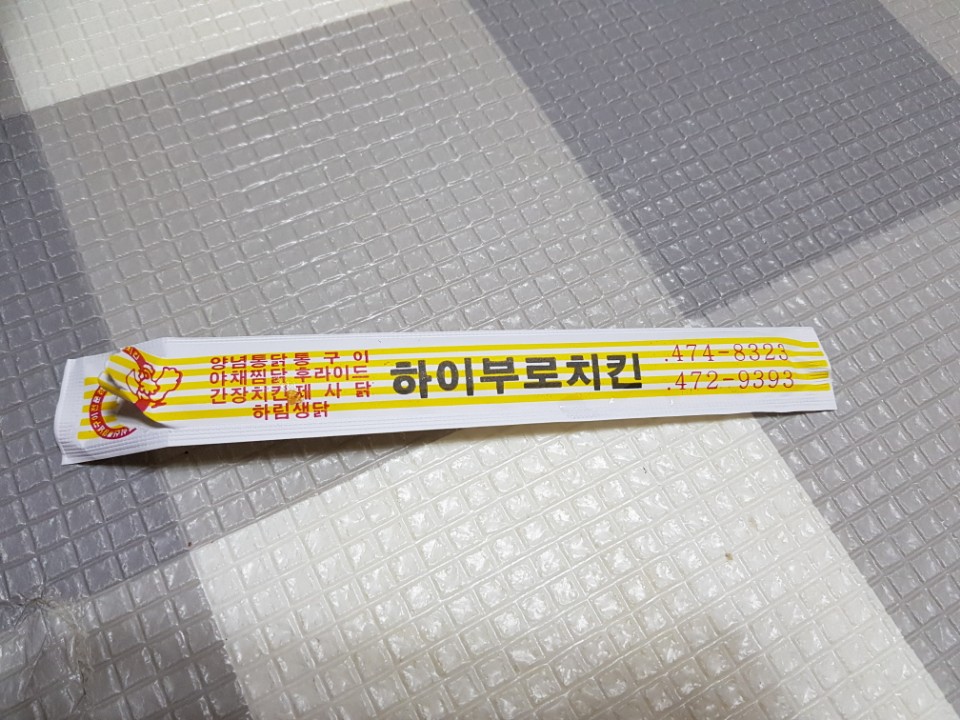 양념통닭 통 구 이
야채찜닭 후라이드
간장치킨 제 사 닭
하림생닭
하이부로치킨
.474-8323
.472-9393